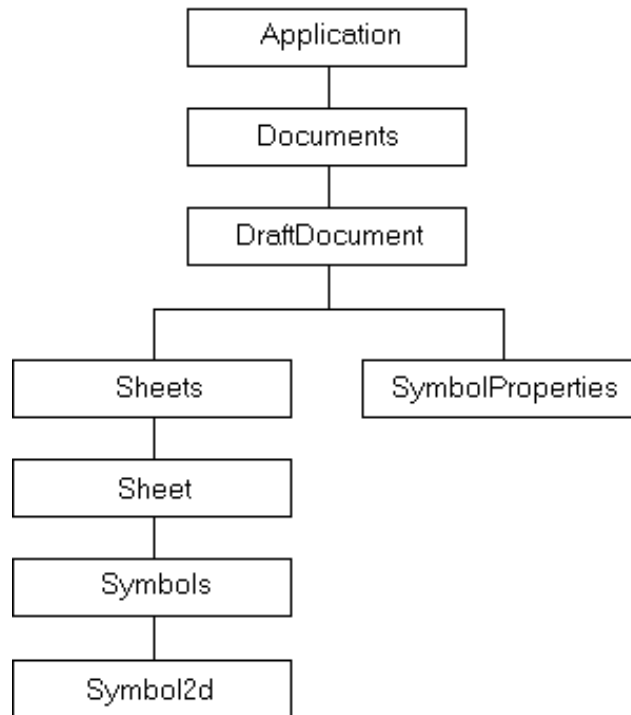 Application
Documents
DraftDocument
Sheets
SymbolProperties
Sheet
Symbols
Symbol2d